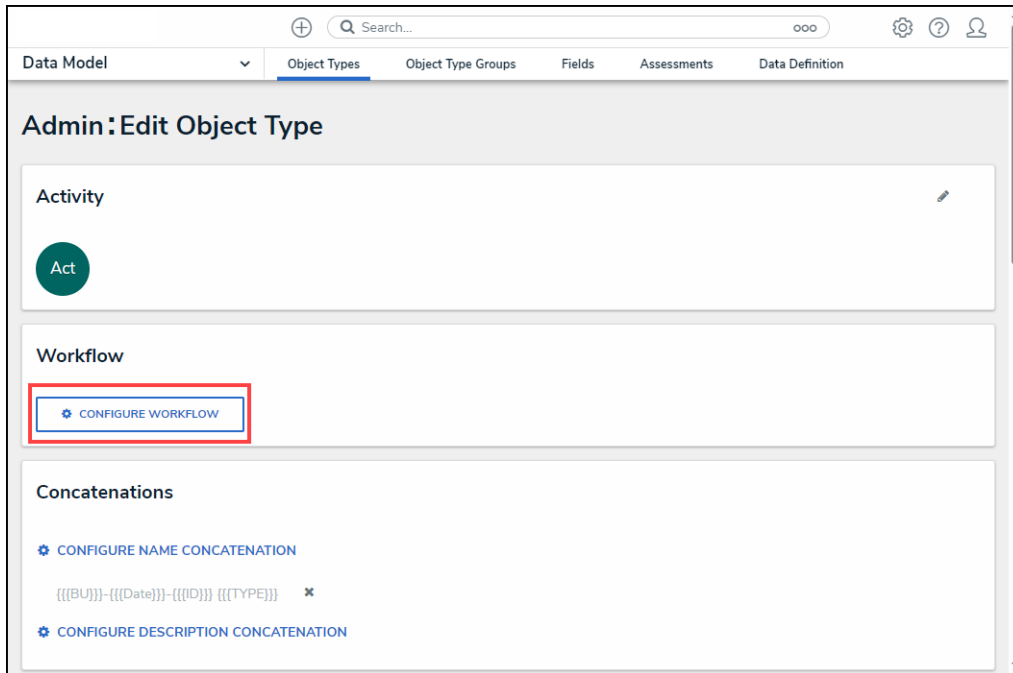 Search...
Data Model
Object Types
Object Type Groups
Fields
Assessments
Data Definition
Admin:Edit Object Type
Activity
Act
Workflow
CONFIGURE WORKFLOW
Concatenations
CONFIGURE NAME CONCATENATION
{{{BU}}}-{{{Date}}}-{{{ID}}} {{{TYPE}}}
CONFIGURE DESCRIPTION CONCATENATION